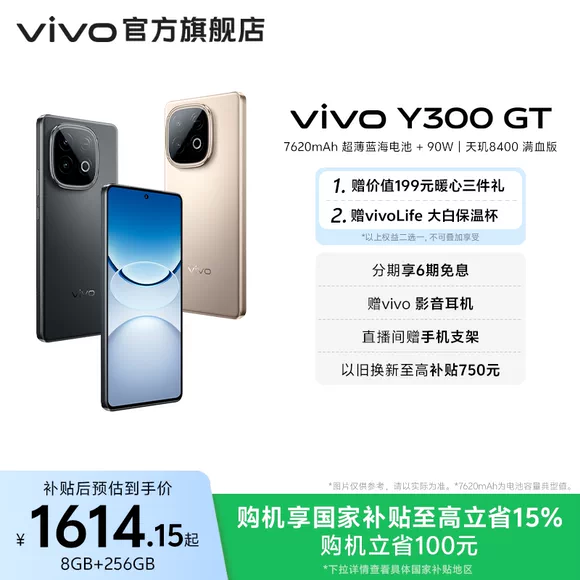 vivo 官方旗舰店
vivo Y300 GT
7620mAh 超薄蓝海电池 + 90W | 天玑8400 满血版
1. 赠价值199元暖心三件礼
2. 赠vivoLife 大白保温杯
*以上权益二选一, 不可叠加享受
分期享6期免息
赠vivo 影音耳机
直播间赠手机支架
以旧换新至高补贴750元
vivo
vivo
*图片仅供参考，请以实际为准。*7620mAh为电池容量典型值。
补贴后预估到手价
¥1614.15起
8GB+256GB
购机享国家补贴至高立省15%
购机立省100元
*下拉详情查看具体国家补贴地区